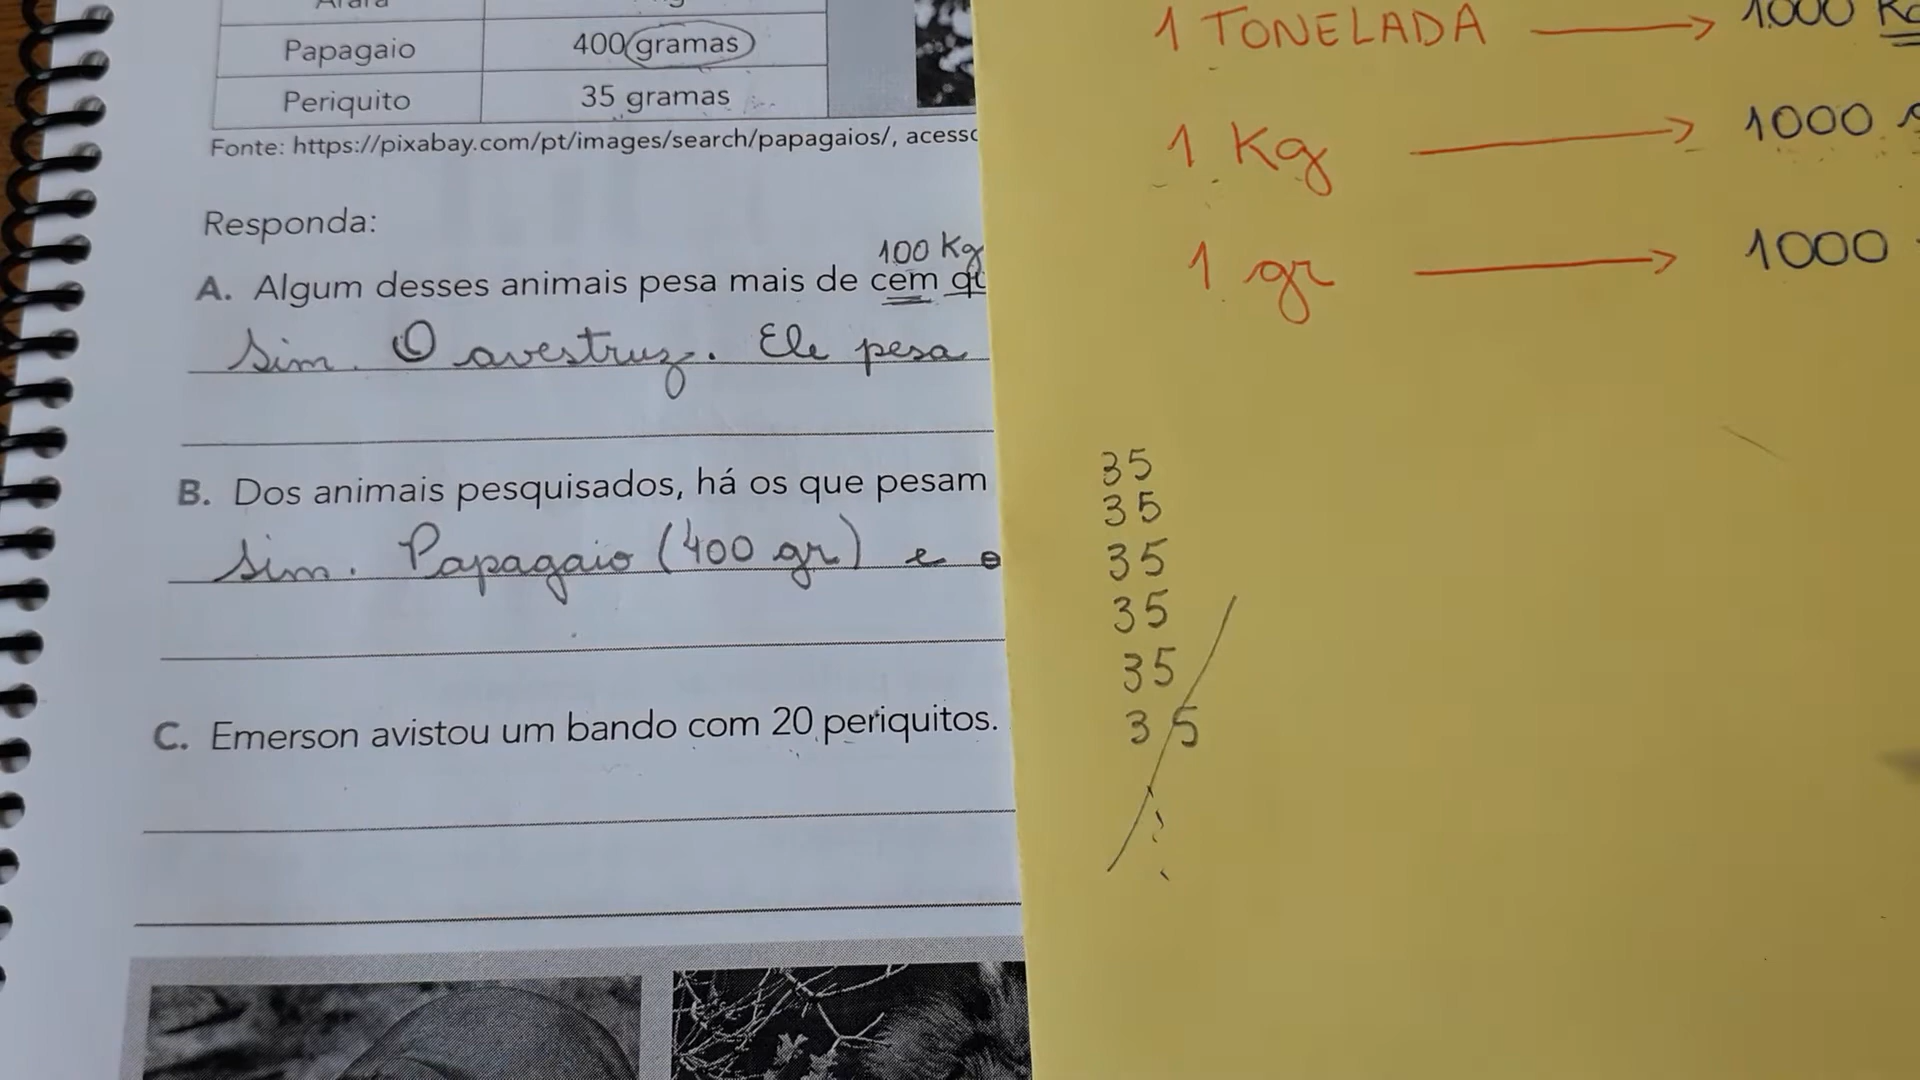 Arara
Papagaio 400 gramas
Periquito 35 gramas
Fonte: https://pixabay.com/pt/images/search/papagaios/,
Responda:
100 Kg
A. Algum desses animais pesa mais de cem
Sim. O avestruz. Ele pesa
B. Dos animais pesquisados, há os que pesam
Sim. Papagaio (400 gr) e o
C. Emerson avistou um bando com 20 periquitos.
1 TONELADA 1000 Kg
1 Kg 1000
1 gr 1000
35
35
35
35
35
35